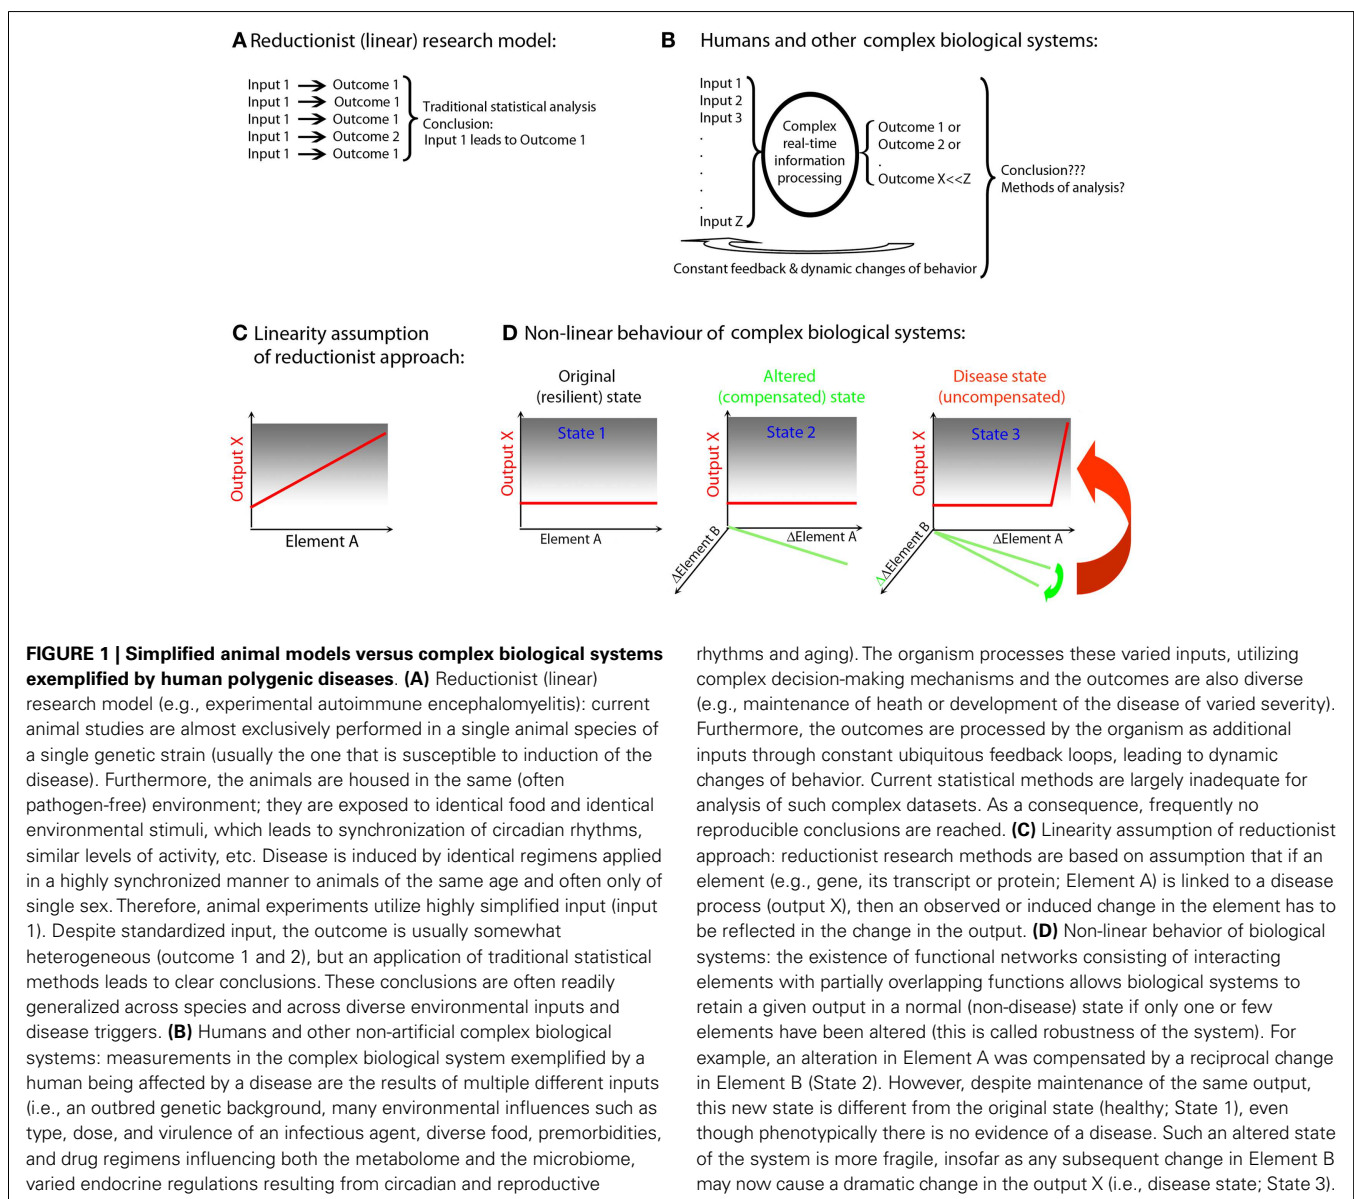 A Reductionist (linear) research model:
Input 1 → Outcome 1
Input 1 → Outcome 1
Input 1 → Outcome 1
Input 1 → Outcome 2
Input 1 → Outcome 1
Traditional statistical analysis
Conclusion:
Input 1 leads to Outcome 1
B Humans and other complex biological systems:
Input 1
Input 2
Input 3
.
.
.
.
.
Input Z
Complex
real-time
information
processing
Outcome 1 or
Outcome 2 or
.
Outcome X<<Z
Conclusion???
Methods of analysis?
Constant feedback & dynamic changes of behavior
C Linearity assumption
of reductionist approach:
Output X
Element A
D Non-linear behaviour of complex biological systems:
Original
(resilient) state
State 1
Output X
Element A
Altered
(compensated) state
State 2
Output X
ΔElement A
ΔElement B
Disease state
(uncompensated)
State 3
Output X
ΔElement A
ΔΔElement B
FIGURE 1 | Simplified animal models versus complex biological systems
exemplified by human polygenic diseases. (A) Reductionist (linear)
research model (e.g., experimental autoimmune encephalomyelitis): current
animal studies are almost exclusively performed in a single animal species of
a single genetic strain (usually the one that is susceptible to induction of the
disease). Furthermore, the animals are housed in the same (often
pathogen-free) environment; they are exposed to identical food and identical
environmental stimuli, which leads to synchronization of circadian rhythms,
similar levels of activity, etc. Disease is induced by identical regimens applied
in a highly synchronized manner to animals of the same age and often only of
single sex. Therefore, animal experiments utilize highly simplified input (input
1). Despite standardized input, the outcome is usually somewhat
heterogeneous (outcome 1 and 2), but an application of traditional statistical
methods leads to clear conclusions. These conclusions are often readily
generalized across species and across diverse environmental inputs and
disease triggers. (B) Humans and other non-artificial complex biological
systems: measurements in the complex biological system exemplified by a
human being affected by a disease are the results of multiple different inputs
(i.e., an outbred genetic background, many environmental influences such as
type, dose, and virulence of an infectious agent, diverse food, premorbidities,
and drug regimens influencing both the metabolome and the microbiome,
varied endocrine regulations resulting from circadian and reproductive
rhythms and aging). The organism processes these varied inputs, utilizing
complex decision-making mechanisms and the outcomes are also diverse
(e.g., maintenance of heath or development of the disease of varied severity).
Furthermore, the outcomes are processed by the organism as additional
inputs through constant ubiquitous feedback loops, leading to dynamic
changes of behavior. Current statistical methods are largely inadequate for
analysis of such complex datasets. As a consequence, frequently no
reproducible conclusions are reached. (C) Linearity assumption of reductionist
approach: reductionist research methods are based on assumption that if an
element (e.g., gene, its transcript or protein; Element A) is linked to a disease
process (output X), then an observed or induced change in the element has to
be reflected in the change in the output. (D) Non-linear behavior of biological
systems: the existence of functional networks consisting of interacting
elements with partially overlapping functions allows biological systems to
retain a given output in a normal (non-disease) state if only one or few
elements have been altered (this is called robustness of the system). For
example, an alteration in Element A was compensated by a reciprocal change
in Element B (State 2). However, despite maintenance of the same output,
this new state is different from the original state (healthy; State 1), even
though phenotypically there is no evidence of a disease. Such an altered state
of the system is more fragile, insofar as any subsequent change in Element B
may now cause a dramatic change in the output X (i.e., disease state; State 3).